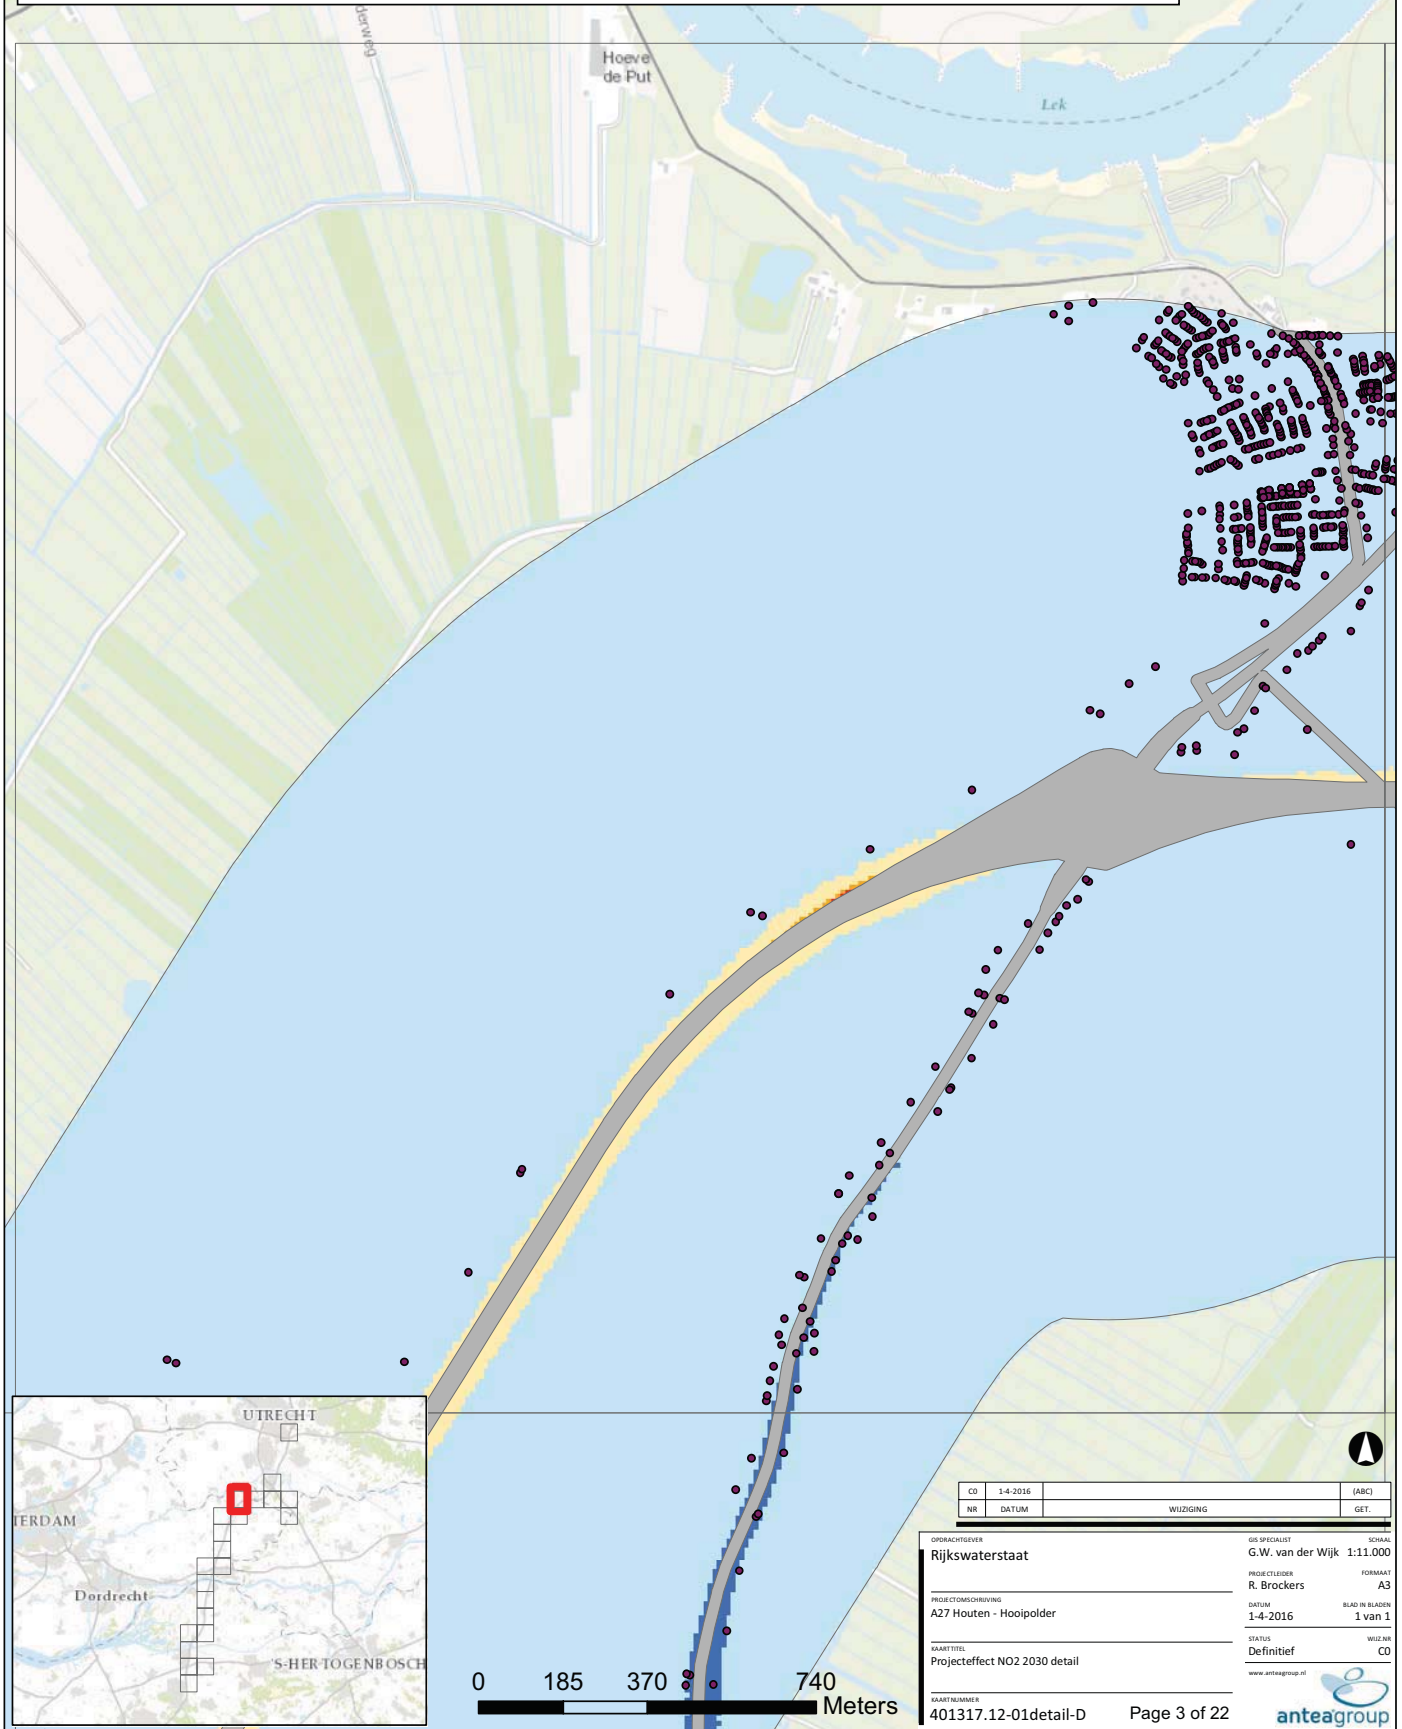 derweg
Hoeve
de Put
Lek
UTRECHT
TERDAM
Dordrecht
'S-HERTOGENBOSCH
0 185 370 740
Meters
C0 1-4-2016 (ABC)
NR DATUM WIJZIGING GET.
OPDRACHTGEVER
Rijkswaterstaat
GIS SPECIALIST SCHAAL
G.W. van der Wijk 1:11.000
PROJECTLEIDER FORMAAT
R. Brockers A3
PROJECTOMSCHRIJVING
A27 Houten - Hooipolder
DATUM BLAD IN BLADEN
1-4-2016 1 van 1
KAARTTITEL
Projecteffect NO2 2030 detail
STATUS WIJZ.NR
Definitief C0
www.anteagroup.nl
KAARTNUMMER
401317.12-01detail-D
Page 3 of 22
anteagroup